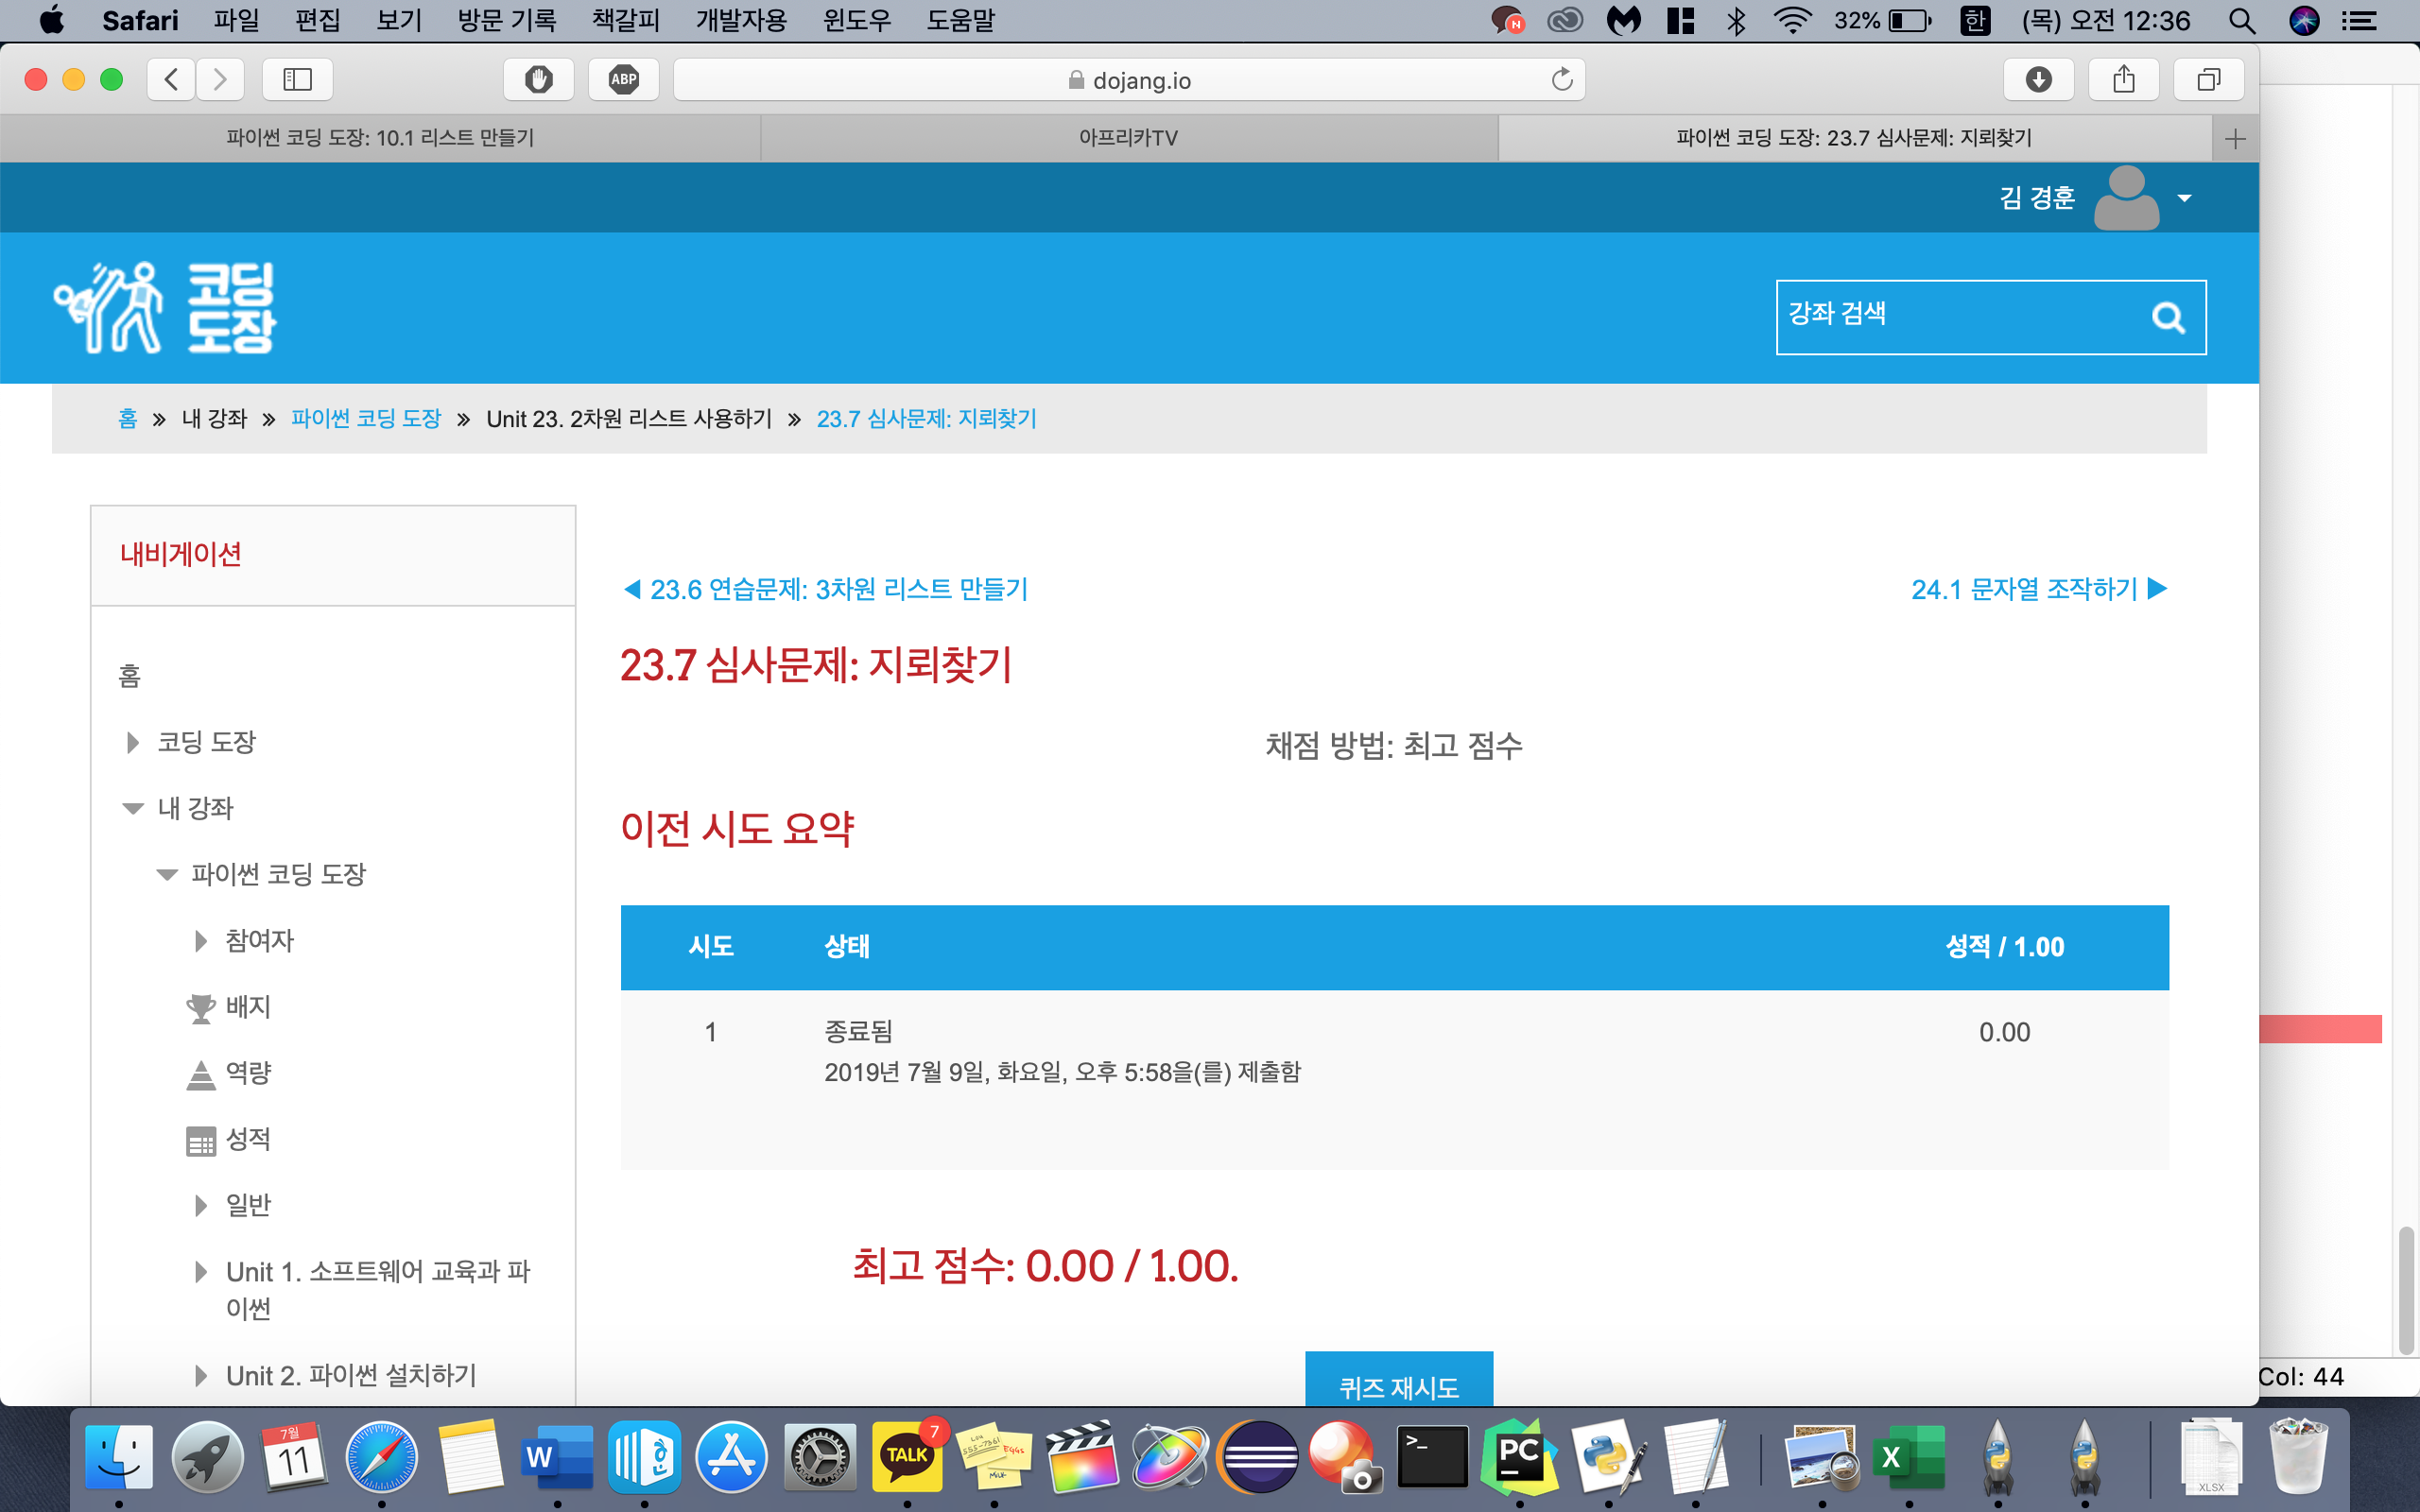 Safari 파일 편집 보기 방문 기록 책갈피 개발자용 윈도우 도움말 N 32% 한 (목) 오전 12:36
ABP dojang.io
파이썬 코딩 도장: 10.1 리스트 만들기 아프리카TV 파이썬 코딩 도장: 23.7 심사문제: 지뢰찾기
김 경훈
코딩
도장
강좌 검색
홈 » 내 강좌 » 파이썬 코딩 도장 » Unit 23. 2차원 리스트 사용하기 » 23.7 심사문제: 지뢰찾기
내비게이션
홈
코딩 도장
내 강좌
파이썬 코딩 도장
참여자
배지
역량
성적
일반
Unit 1. 소프트웨어 교육과 파
이썬
Unit 2. 파이썬 설치하기
◀ 23.6 연습문제: 3차원 리스트 만들기 24.1 문자열 조작하기 ▶
23.7 심사문제: 지뢰찾기
채점 방법: 최고 점수
이전 시도 요약
시도 상태 성적 / 1.00
1 종료됨 0.00
2019년 7월 9일, 화요일, 오후 5:58을(를) 제출함
최고 점수: 0.00 / 1.00.
퀴즈 재시도
Col: 44
7월
11
W
TALK
7
>_
PC
X
XLSX